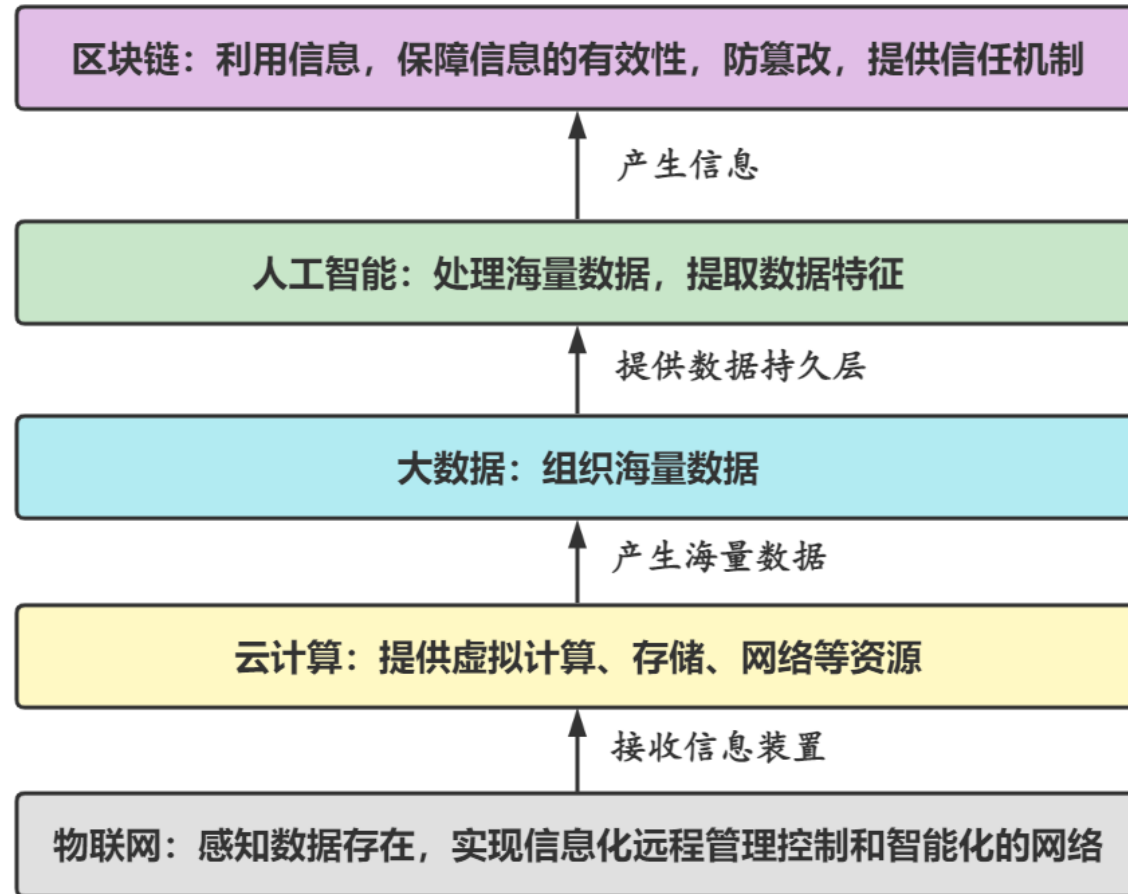 区块链：利用信息，保障信息的有效性，防篡改，提供信任机制
产生信息
人工智能：处理海量数据，提取数据特征
提供数据持久层
大数据：组织海量数据
产生海量数据
云计算：提供虚拟计算、存储、网络等资源
接收信息装置
物联网：感知数据存在，实现信息化远程管理控制和智能化的网络